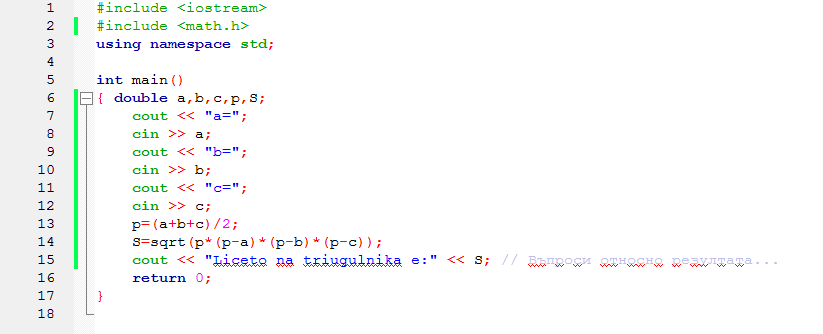 1 #include <iostream>
2 #include <math.h>
3 using namespace std;
4
5 int main()
6 { double a,b,c,p,S;
7 cout << "a=";
8 cin >> a;
9 cout << "b=";
10 cin >> b;
11 cout << "c=";
12 cin >> c;
13 p=(a+b+c)/2;
14 S=sqrt(p*(p-a)*(p-b)*(p-c));
15 cout << "Liceto na triugulnika e:" << S; // Въпроси относно резултата...
16 return 0;
17 }
18